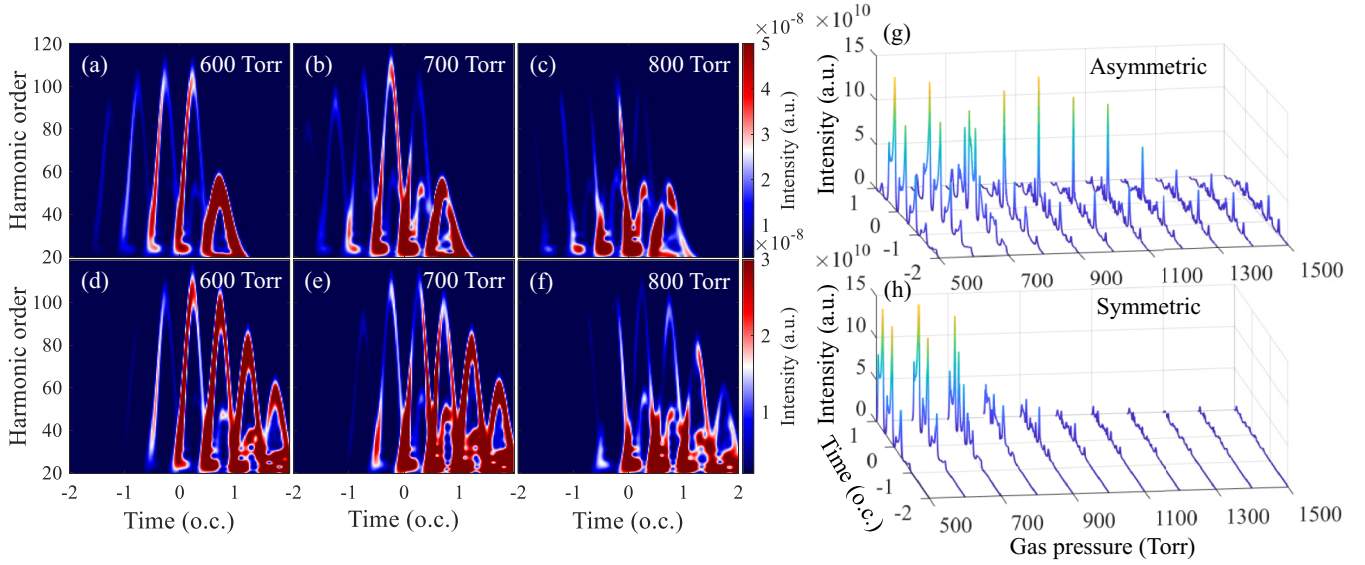 ×10⁻⁸
×10¹⁰
120
(a)
600 Torr
(b)
700 Torr
(c)
800 Torr
5
15
(g)
Asymmetric
100
80
60
40
20
Harmonic order
4
3
2
1
Intensity (a.u.)
10
5
0
Intensity (a.u.)
1
0
-1
-2
500
700
900
1100
1300
1500
×10⁻⁸
(d)
600 Torr
(e)
700 Torr
(f)
800 Torr
3
100
80
60
40
20
Harmonic order
2
1
Intensity (a.u.)
×10¹⁰
15
(h)
Symmetric
10
5
0
Intensity (a.u.)
1
0
-1
-2
Time (o.c.)
500
700
900
1100
1300
1500
Gas pressure (Torr)
-2
-1
0
1
-2
-1
0
1
-2
-1
0
1
2
Time (o.c.)
Time (o.c.)
Time (o.c.)